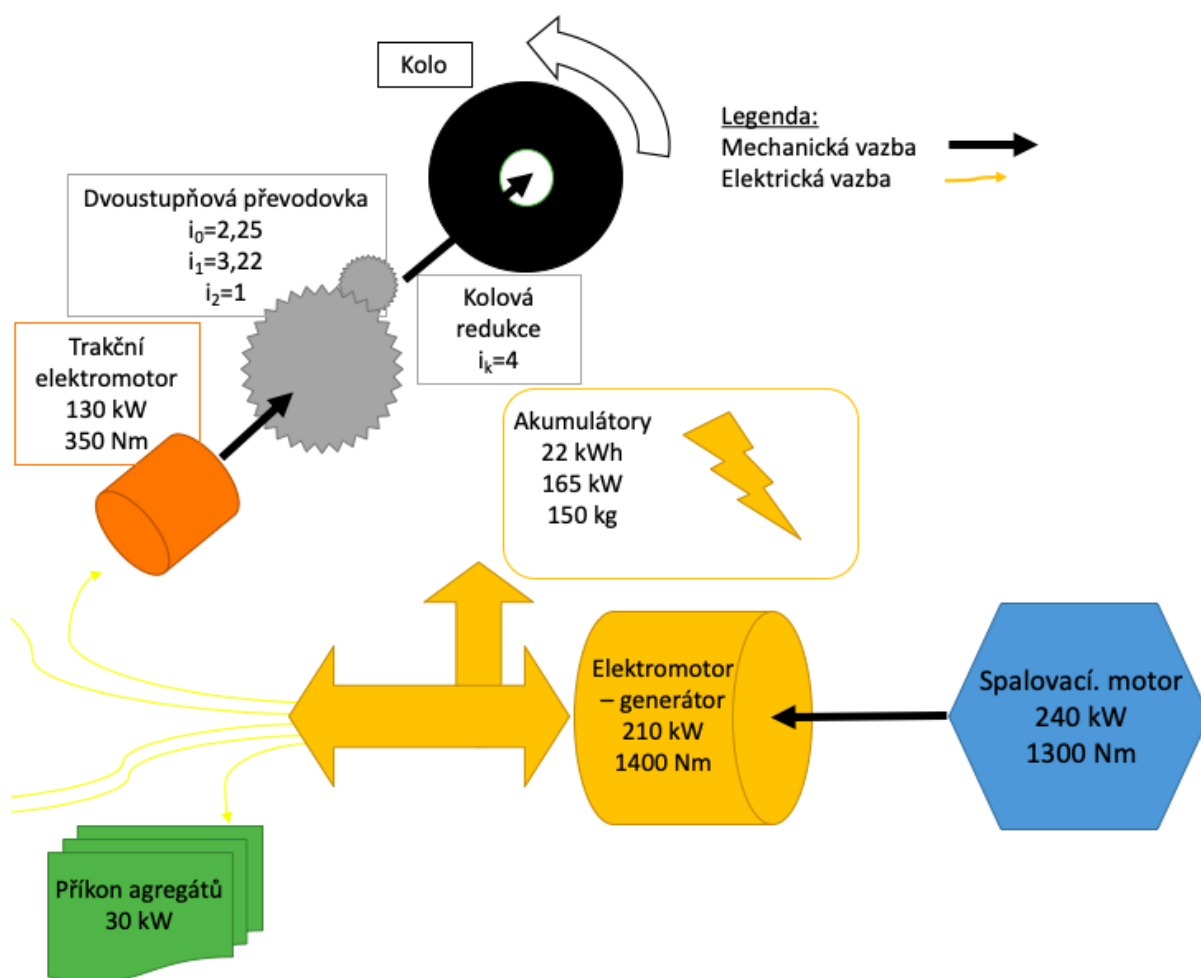 Kolo
Legenda:
Mechanická vazba
Elektrická vazba
Dvoustupňová převodovka
i₀=2,25
i₁=3,22
i₂=1
Kolová
redukce
iₖ=4
Trakční
elektromotor
130 kW
350 Nm
Akumulátory
22 kWh
165 kW
150 kg
Elektromotor
– generátor
210 kW
1400 Nm
Spalovací. motor
240 kW
1300 Nm
Příkon agregátů
30 kW